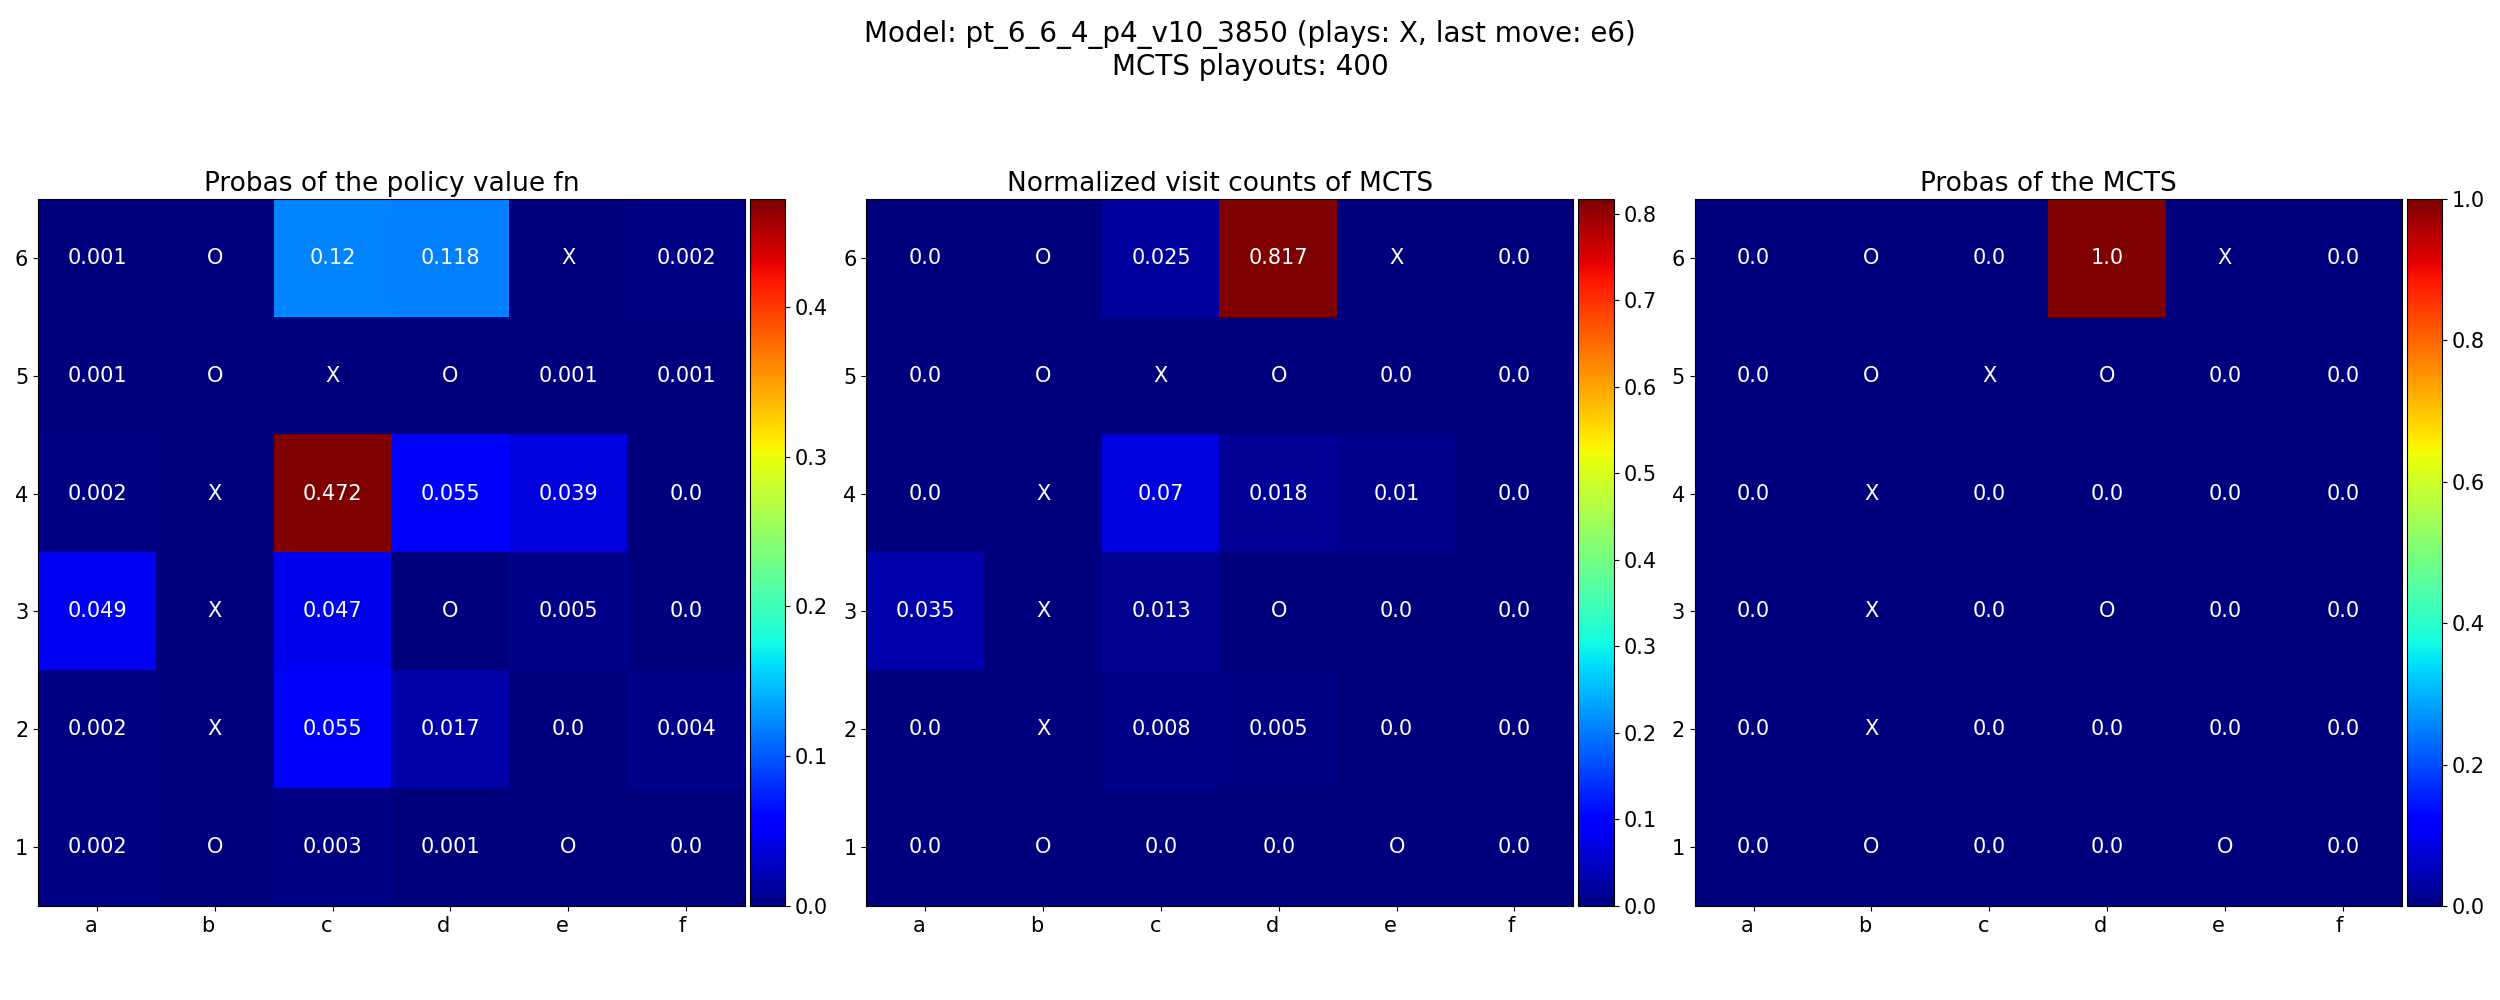 Model: pt_6_6_4_p4_v10_3850 (plays: X, last move: e6)
MCTS playouts: 400
Probas of the policy value fn
6 0.001 O 0.12 0.118 X 0.002
5 0.001 O X O 0.001 0.001
4 0.002 X 0.472 0.055 0.039 0.0
3 0.049 X 0.047 O 0.005 0.0
2 0.002 X 0.055 0.017 0.0 0.004
1 0.002 O 0.003 0.001 O 0.0
a b c d e f
0.4
0.3
0.2
0.1
0.0
Normalized visit counts of MCTS
6 0.0 O 0.025 0.817 X 0.0
5 0.0 O X O 0.0 0.0
4 0.0 X 0.07 0.018 0.01 0.0
3 0.035 X 0.013 O 0.0 0.0
2 0.0 X 0.008 0.005 0.0 0.0
1 0.0 O 0.0 0.0 O 0.0
a b c d e f
0.8
0.7
0.6
0.5
0.4
0.3
0.2
0.1
0.0
Probas of the MCTS
6 0.0 O 0.0 1.0 X 0.0
5 0.0 O X O 0.0 0.0
4 0.0 X 0.0 0.0 0.0 0.0
3 0.0 X 0.0 O 0.0 0.0
2 0.0 X 0.0 0.0 0.0 0.0
1 0.0 O 0.0 0.0 O 0.0
a b c d e f
1.0
0.8
0.6
0.4
0.2
0.0